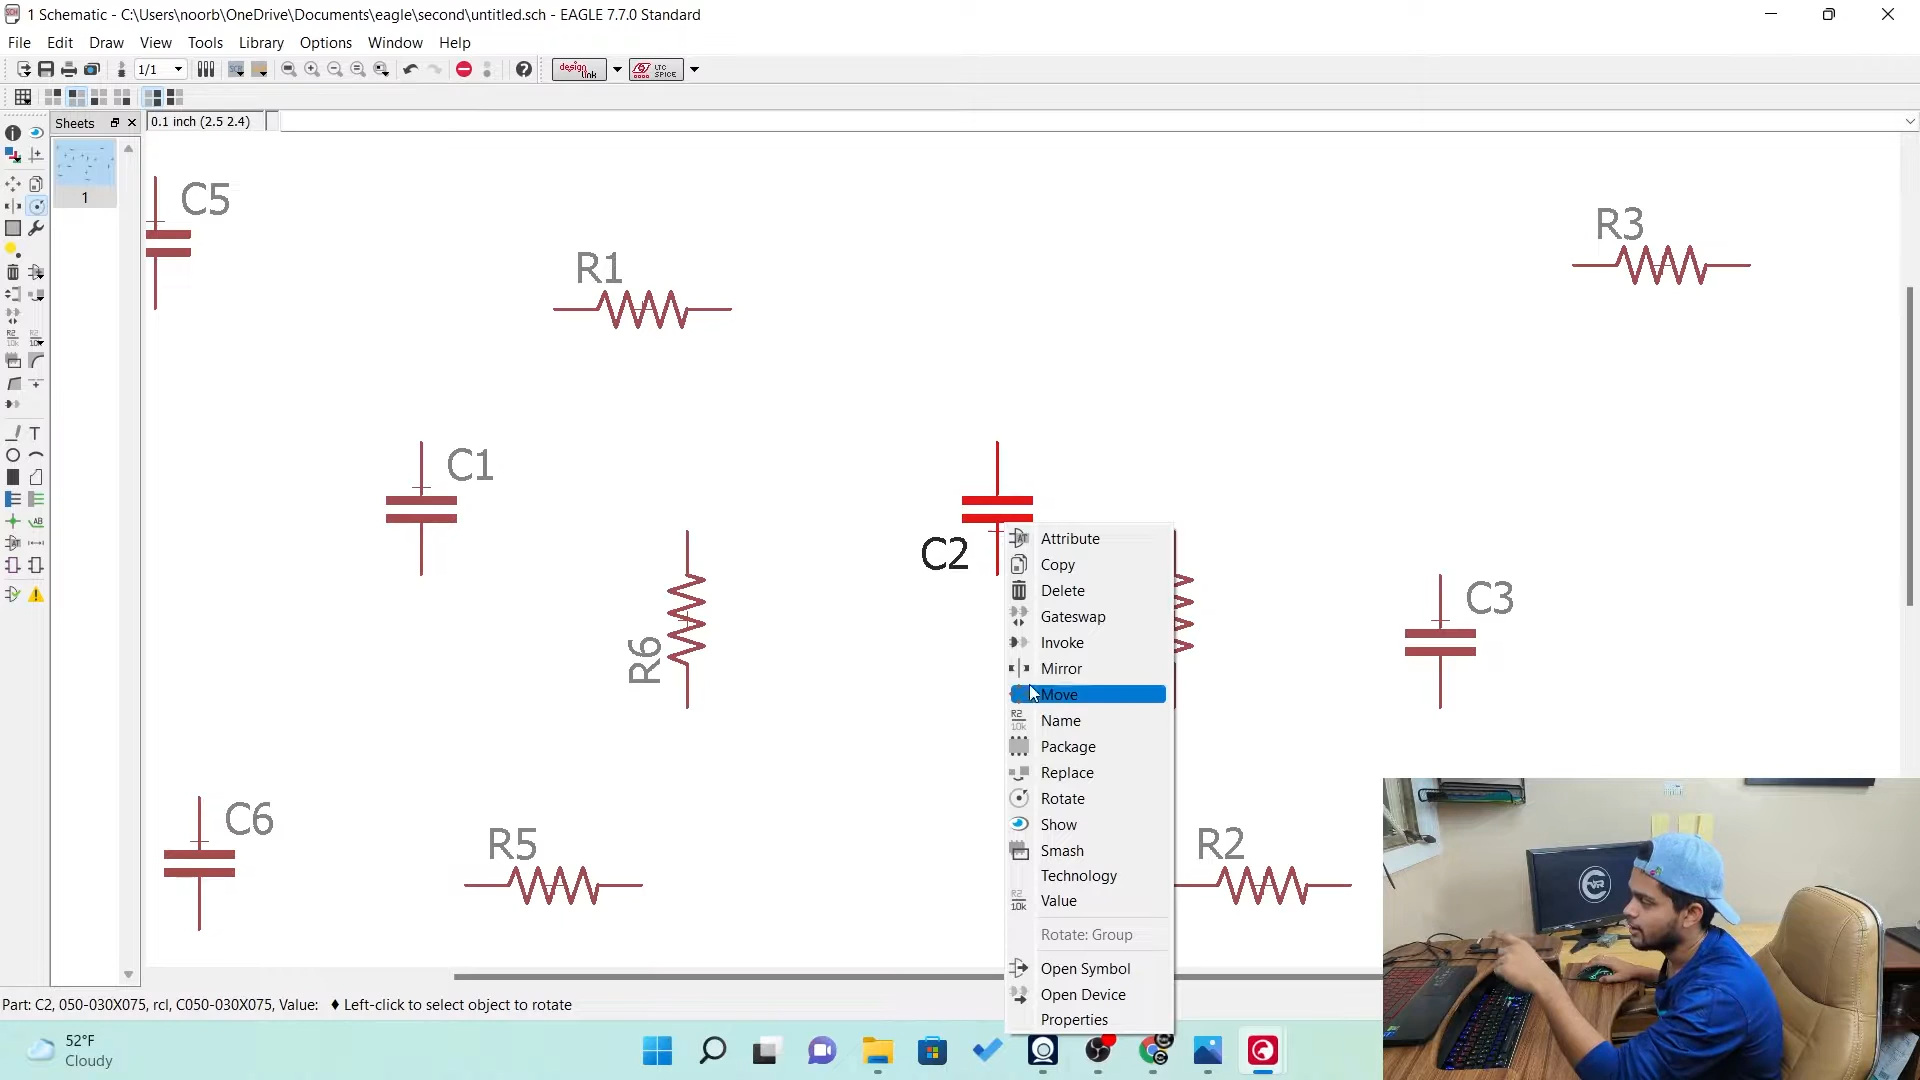 1 Schematic - C:\Users\noorb\OneDrive\Documents\eagle\second\untitled.sch - EAGLE 7.7.0 Standard
File Edit Draw View Tools Library Options Window Help
1/1 design link LTC SPICE
Sheets 0.1 inch (2.5 2.4)
1
C5
R1
R3
C1
C2
R6
C3
C6
R5
R2
Attribute
Copy
Delete
Gateswap
Invoke
Mirror
Move
Name
Package
Replace
Rotate
Show
Smash
Technology
Value
Rotate: Group
Open Symbol
Open Device
Properties
Part: C2, 050-030X075, rcl, C050-030X075, Value: ♦ Left-click to select object to rotate
52°F
Cloudy